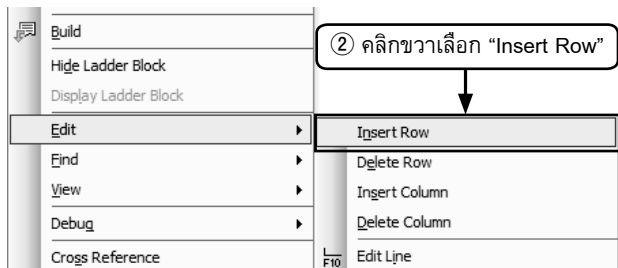 Build
② คลิกขวาเลือก “Insert Row”
Hide Ladder Block
Display Ladder Block
Edit
Insert Row
Find
Delete Row
View
Insert Column
Debug
Delete Column
Cross Reference
F10 Edit Line